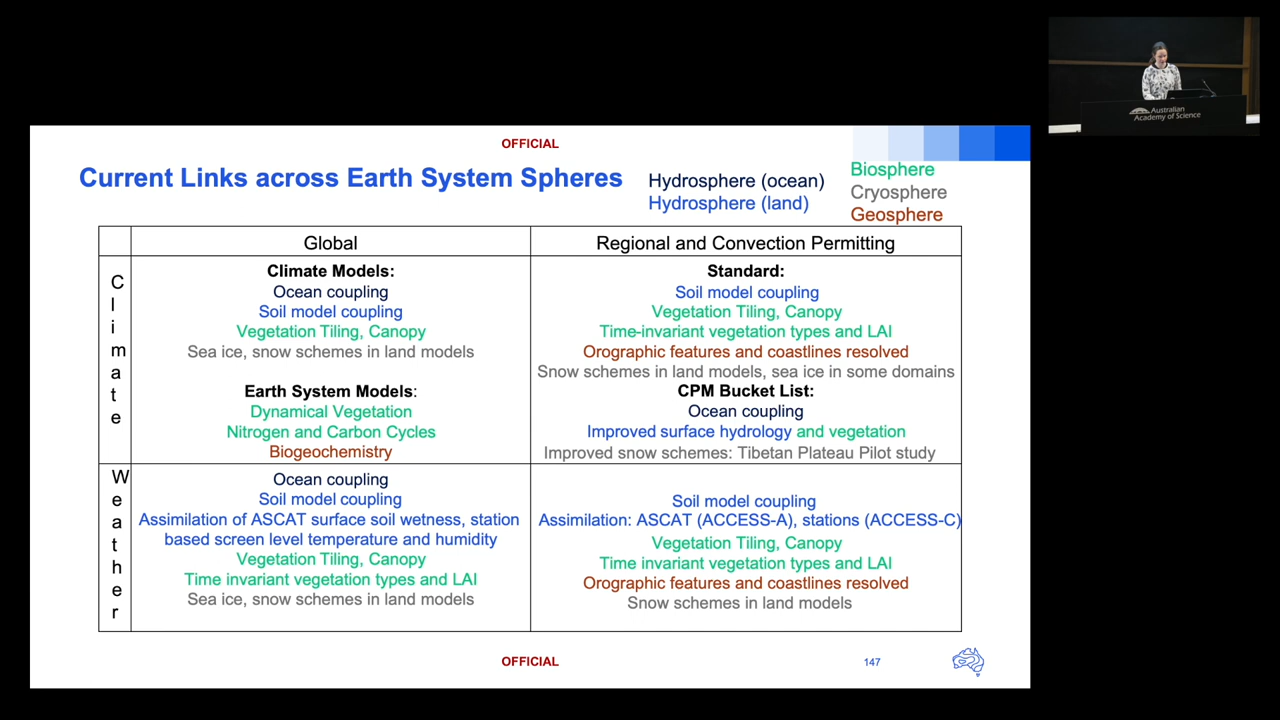 OFFICIAL
Current Links across Earth System Spheres
Hydrosphere (ocean)
Hydrosphere (land)
Biosphere
Cryosphere
Geosphere
Global
Regional and Convection Permitting
Climate
Climate Models:
Ocean coupling
Soil model coupling
Vegetation Tiling, Canopy
Sea ice, snow schemes in land models
Earth System Models:
Dynamical Vegetation
Nitrogen and Carbon Cycles
Biogeochemistry
Standard:
Soil model coupling
Vegetation Tiling, Canopy
Time-invariant vegetation types and LAI
Orographic features and coastlines resolved
Snow schemes in land models, sea ice in some domains
CPM Bucket List:
Ocean coupling
Improved surface hydrology and vegetation
Improved snow schemes: Tibetan Plateau Pilot study
Weather
Ocean coupling
Soil model coupling
Assimilation of ASCAT surface soil wetness, station
based screen level temperature and humidity
Vegetation Tiling, Canopy
Time invariant vegetation types and LAI
Sea ice, snow schemes in land models
Soil model coupling
Assimilation: ASCAT (ACCESS-A), stations (ACCESS-C)
Vegetation Tiling, Canopy
Time invariant vegetation types and LAI
Orographic features and coastlines resolved
Snow schemes in land models
OFFICIAL
147
Australian
Academy of Science